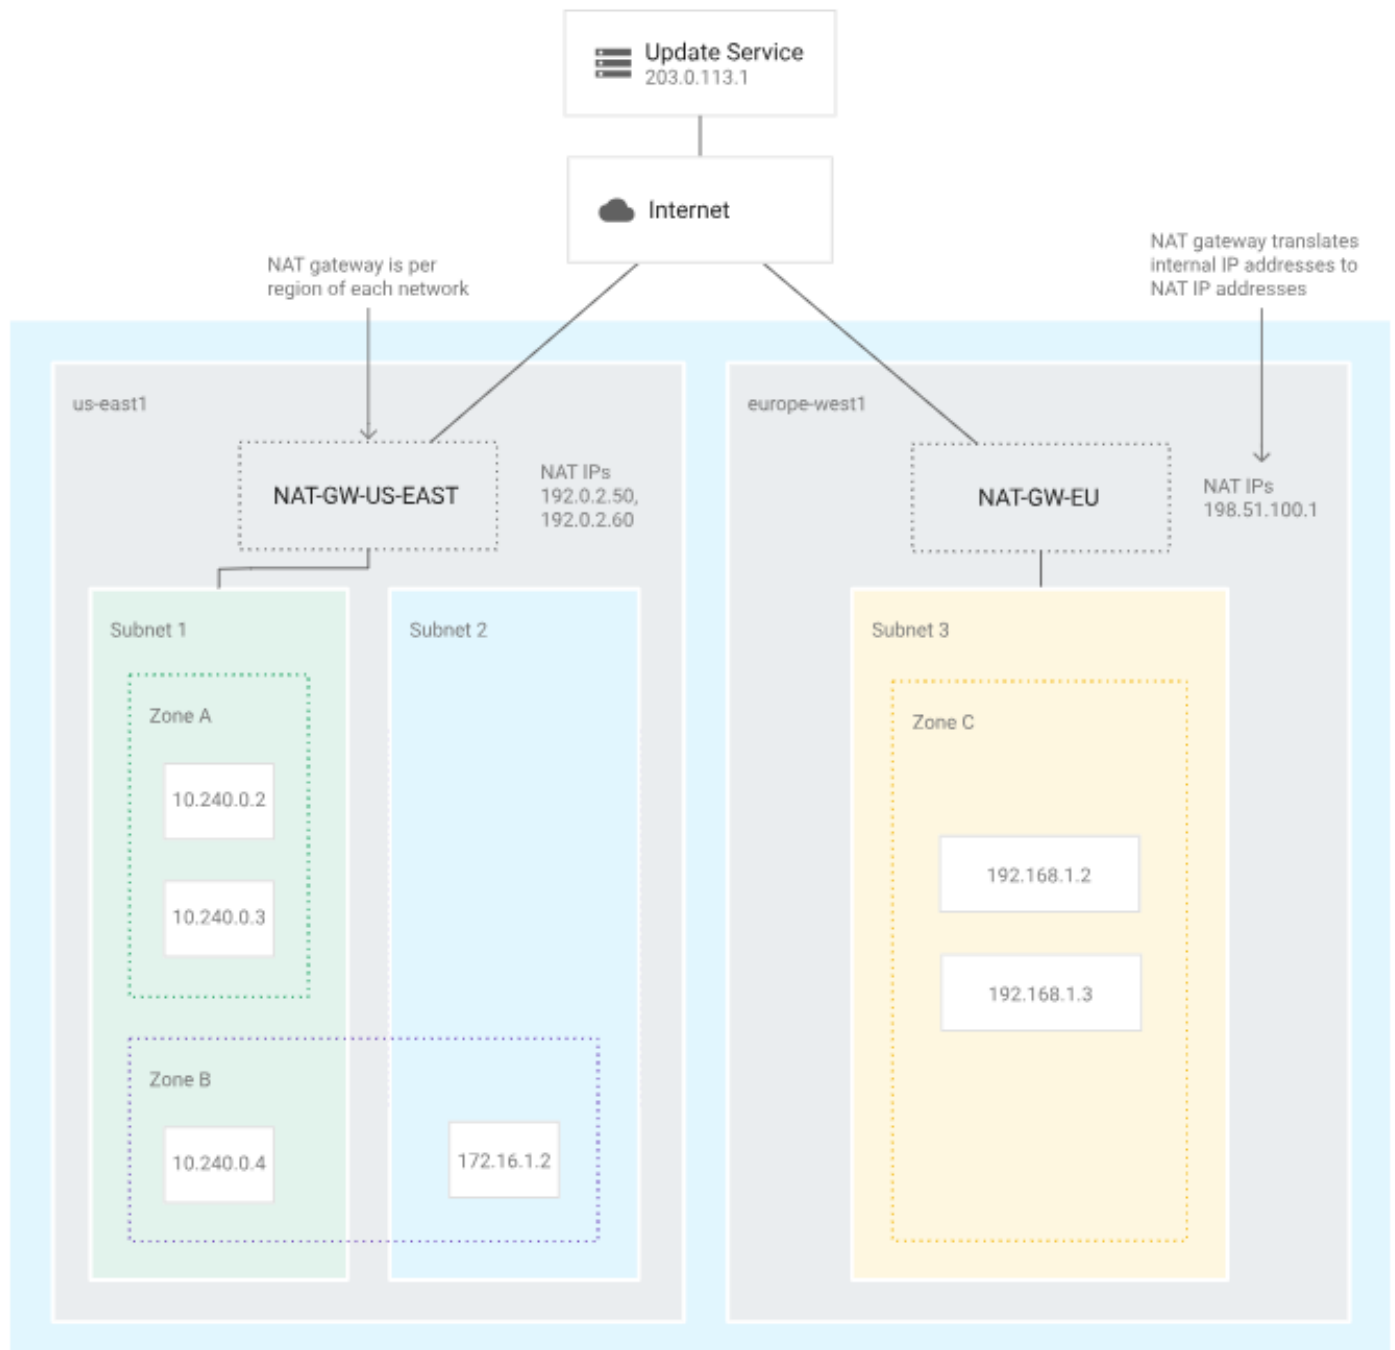 Update Service
203.0.113.1
Internet
NAT gateway is per
region of each network
NAT gateway translates
internal IP addresses to
NAT IP addresses
us-east1
NAT-GW-US-EAST
NAT IPs
192.0.2.50,
192.0.2.60
europe-west1
NAT-GW-EU
NAT IPs
198.51.100.1
Subnet 1
Zone A
10.240.0.2
10.240.0.3
Zone B
10.240.0.4
Subnet 2
172.16.1.2
Subnet 3
Zone C
192.168.1.2
192.168.1.3